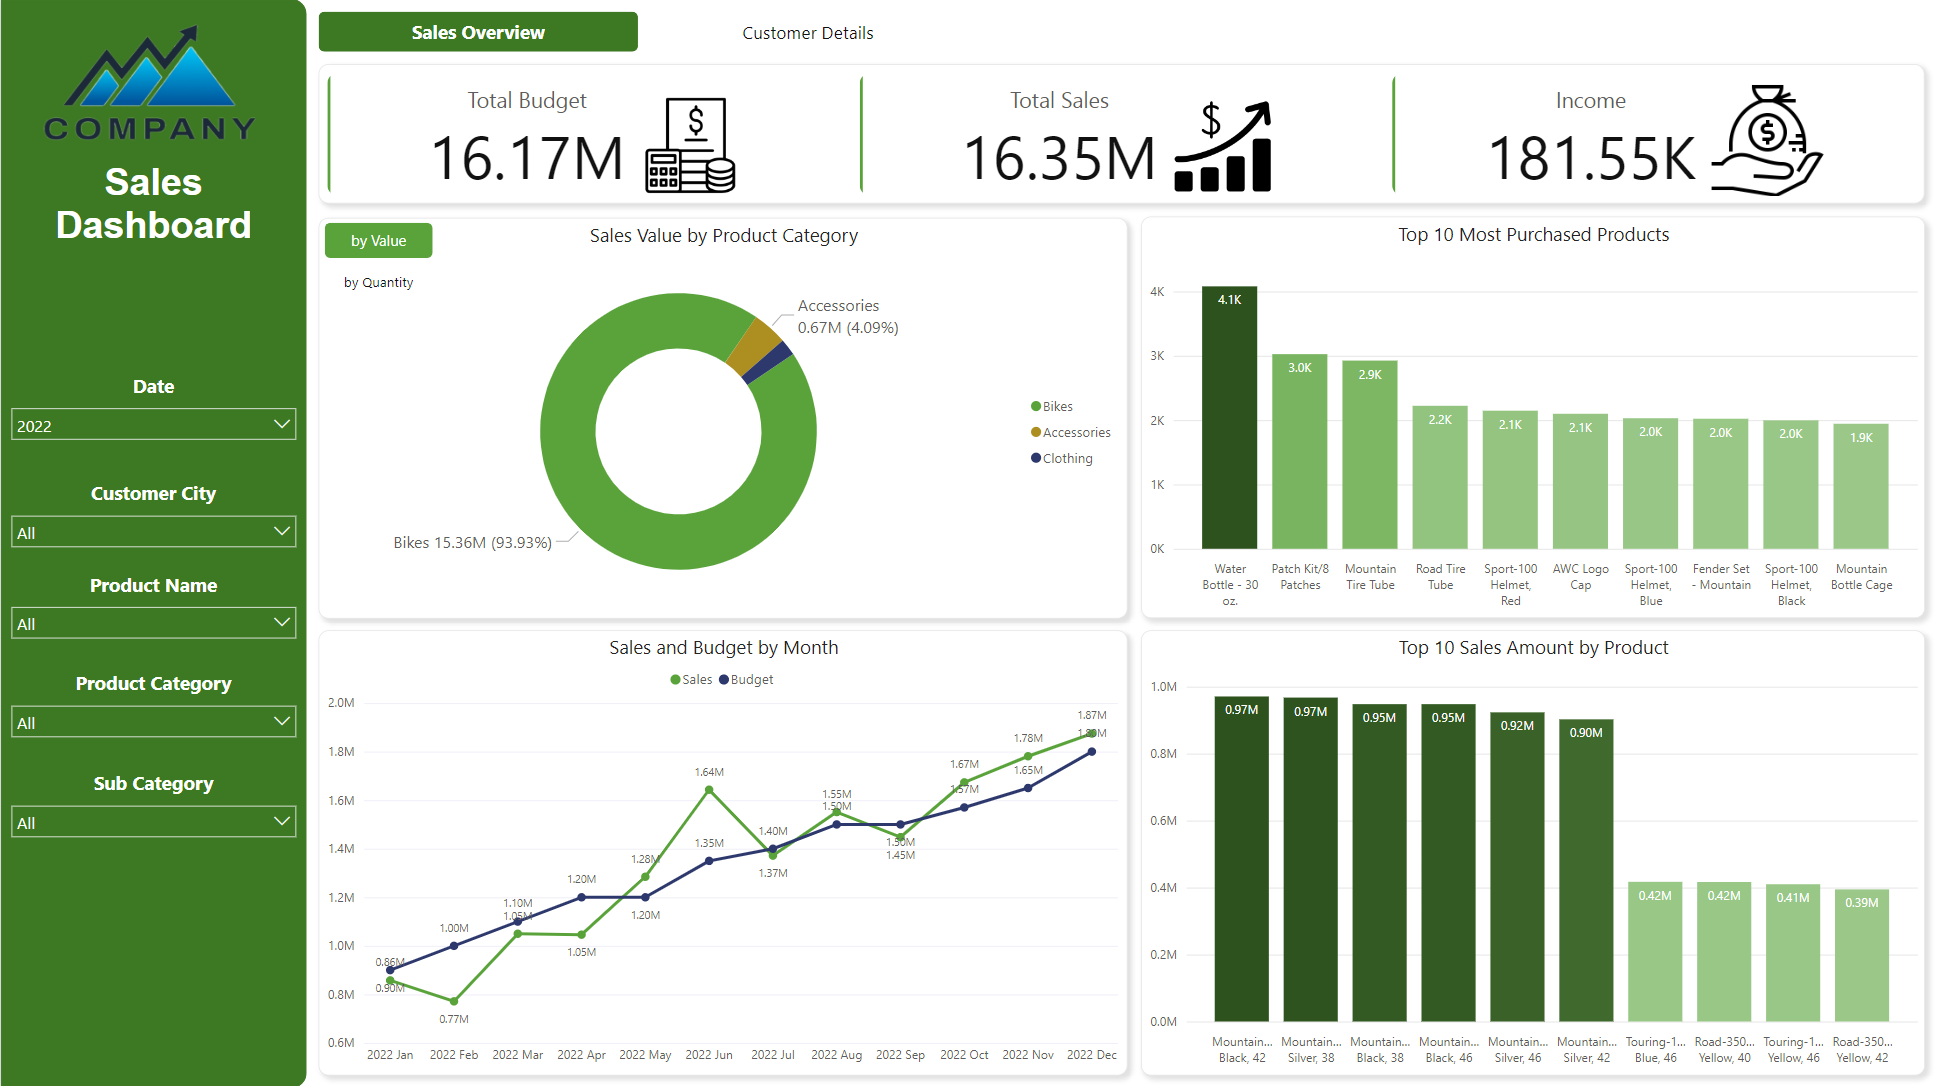 COMPANY
Sales
Dashboard
Date
2022
Customer City
All
Product Name
All
Product Category
All
Sub Category
All
Sales Overview
Customer Details
Total Budget
16.17M
$
Total Sales
16.35M
$
Income
181.55K
$
by Value
by Quantity
Sales Value by Product Category
Accessories
0.67M (4.09%)
Bikes 15.36M (93.93%)
Bikes
Accessories
Clothing
Top 10 Most Purchased Products
4K
3K
2K
1K
0K
4.1K
3.0K
2.9K
2.2K
2.1K
2.1K
2.0K
2.0K
2.0K
1.9K
Water
Bottle - 30
oz.
Patch Kit/8
Patches
Mountain
Tire Tube
Road Tire
Tube
Sport-100
Helmet,
Red
AWC Logo
Cap
Sport-100
Helmet,
Blue
Fender Set
- Mountain
Sport-100
Helmet,
Black
Mountain
Bottle Cage
Sales and Budget by Month
Sales
Budget
2.0M
1.8M
1.6M
1.4M
1.2M
1.0M
0.8M
0.6M
0.86M
0.90M
1.00M
0.77M
1.10M
1.05M
1.20M
1.05M
1.28M
1.20M
1.64M
1.35M
1.40M
1.37M
1.55M
1.50M
1.50M
1.45M
1.67M
1.57M
1.78M
1.65M
1.87M
1.80M
2022 Jan
2022 Feb
2022 Mar
2022 Apr
2022 May
2022 Jun
2022 Jul
2022 Aug
2022 Sep
2022 Oct
2022 Nov
2022 Dec
Top 10 Sales Amount by Product
1.0M
0.8M
0.6M
0.4M
0.2M
0.0M
0.97M
0.97M
0.95M
0.95M
0.92M
0.90M
0.42M
0.42M
0.41M
0.39M
Mountain...
Black, 42
Mountain...
Silver, 38
Mountain...
Black, 38
Mountain...
Black, 46
Mountain...
Silver, 46
Mountain...
Silver, 42
Touring-1...
Blue, 46
Road-350...
Yellow, 40
Touring-1...
Yellow, 46
Road-350...
Yellow, 42